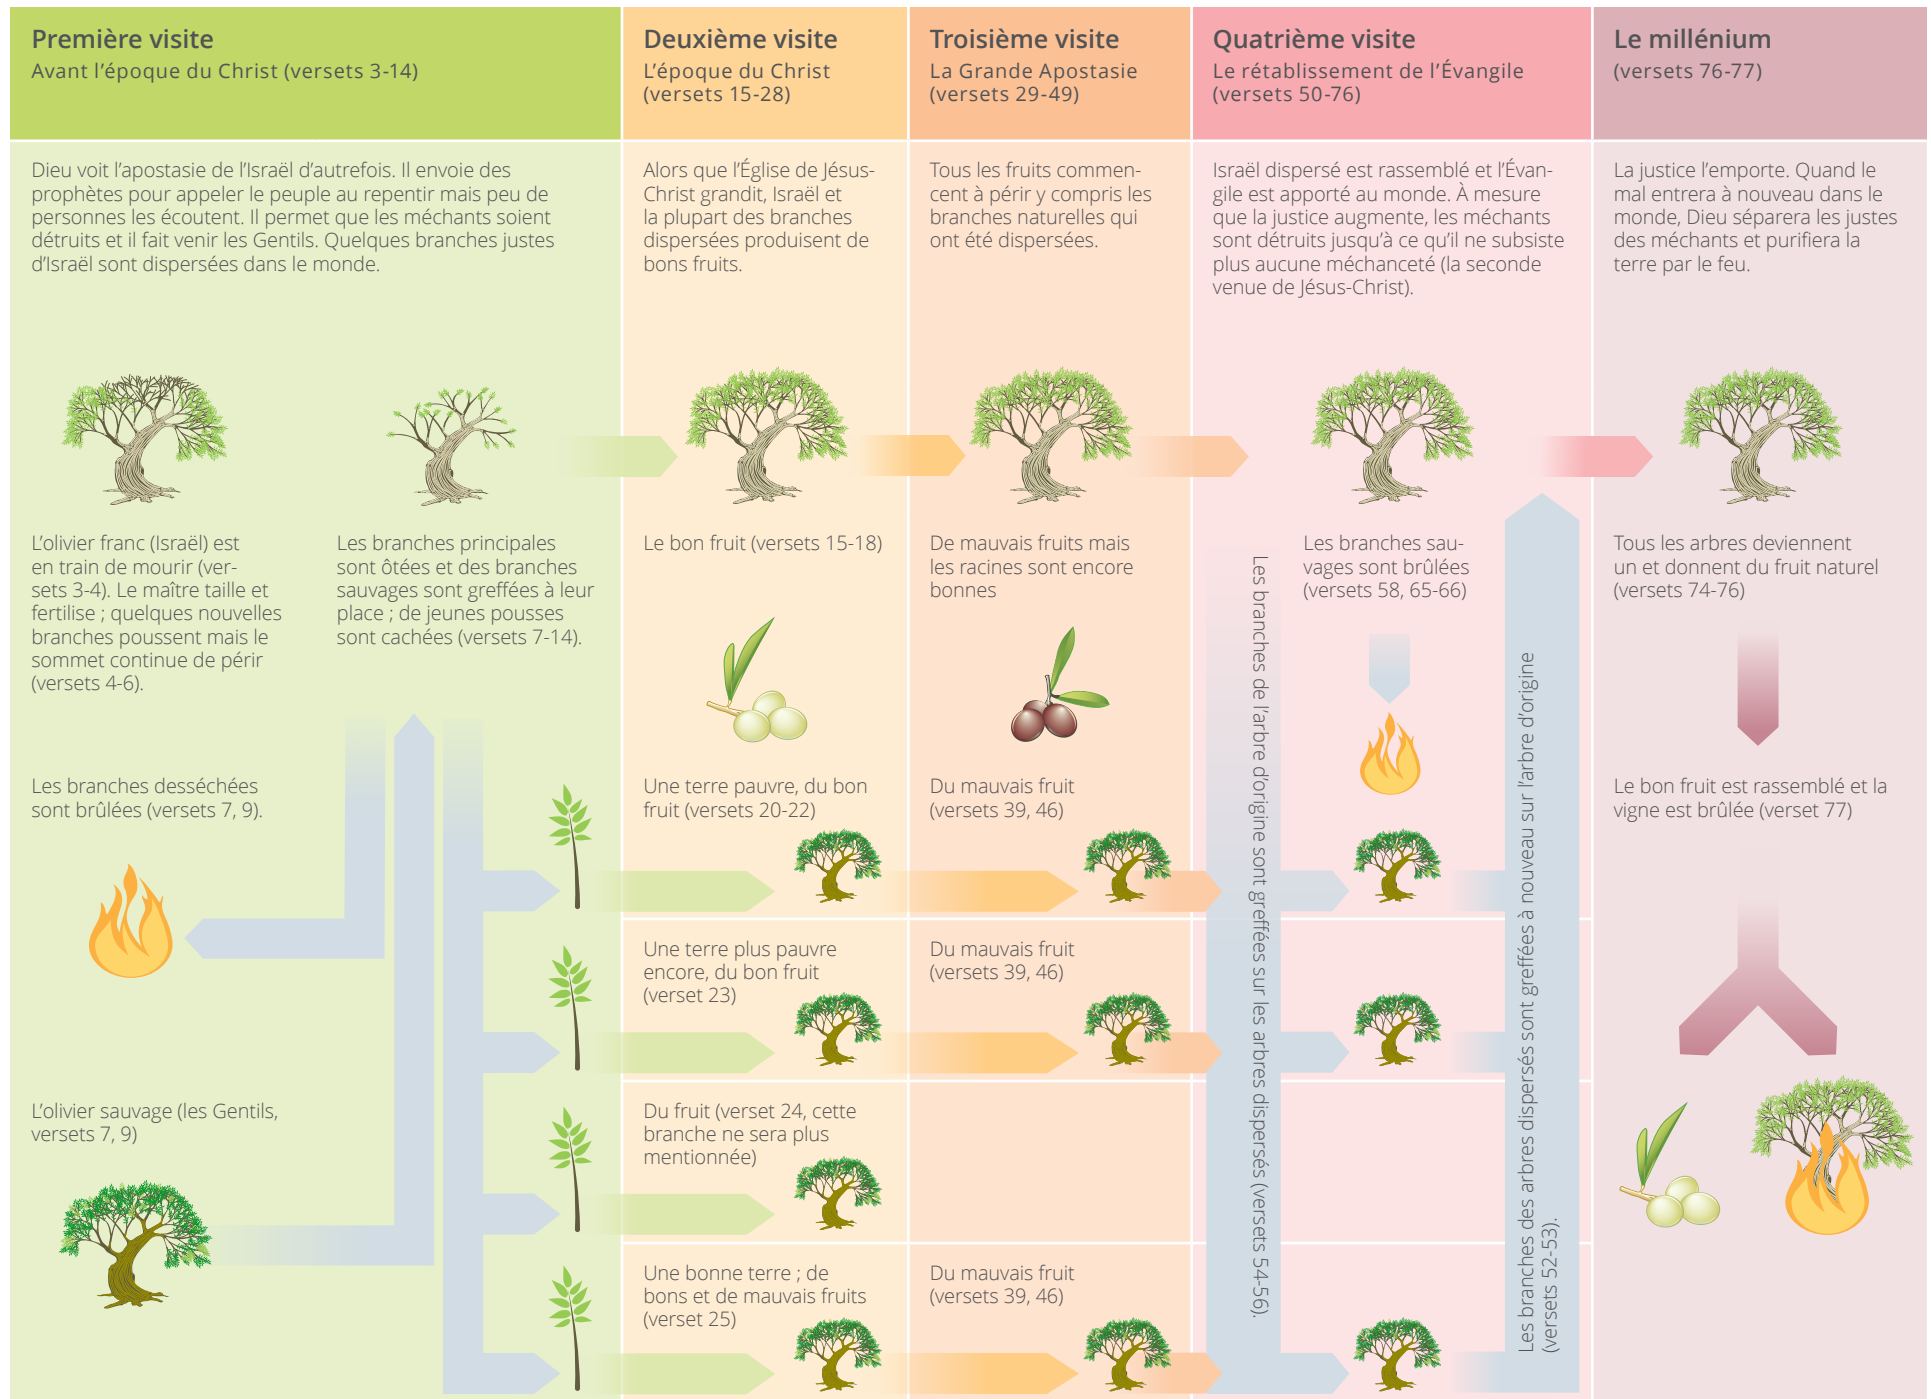 Première visite
Avant l'époque du Christ (versets 3-14)
Deuxième visite
L'époque du Christ
(versets 15-28)
Troisième visite
La Grande Apostasie
(versets 29-49)
Quatrième visite
Le rétablissement de l'Évangile
(versets 50-76)
Le millénium
(versets 76-77)
Dieu voit l'apostasie de l'Israël d'autrefois. Il envoie des
prophètes pour appeler le peuple au repentir mais peu de
personnes les écoutent. Il permet que les méchants soient
détruits et il fait venir les Gentils. Quelques branches justes
d'Israël sont dispersées dans le monde.
Alors que l'Église de Jésus-
Christ grandit, Israël et
la plupart des branches
dispersées produisent de
bons fruits.
Tous les fruits commen-
cent à périr y compris les
branches naturelles qui
ont été dispersées.
Israël dispersé est rassemblé et l'Évan-
gile est apporté au monde. À mesure
que la justice augmente, les méchants
sont détruits jusqu'à ce qu'il ne subsiste
plus aucune méchanceté (la seconde
venue de Jésus-Christ).
La justice l'emporte. Quand le
mal entrera à nouveau dans le
monde, Dieu séparera les justes
des méchants et purifiera la
terre par le feu.
L'olivier franc (Israël) est
en train de mourir (ver-
sets 3-4). Le maître taille et
fertilise ; quelques nouvelles
branches poussent mais le
sommet continue de périr
(versets 4-6).
Les branches principales
sont ôtées et des branches
sauvages sont greffées à leur
place ; de jeunes pousses
sont cachées (versets 7-14).
Le bon fruit (versets 15-18)
De mauvais fruits mais
les racines sont encore
bonnes
Les branches de l'arbre d'origine sont greffées sur les arbres dispersés (versets 54-56).
Les branches sau-
vages sont brûlées
(versets 58, 65-66)
Les branches des arbres dispersés sont greffées à nouveau sur l'arbre d'origine
(versets 52-53).
Tous les arbres deviennent
un et donnent du fruit naturel
(versets 74-76)
Les branches desséchées
sont brûlées (versets 7, 9).
Une terre pauvre, du bon
fruit (versets 20-22)
Du mauvais fruit
(versets 39, 46)
Le bon fruit est rassemblé et la
vigne est brûlée (verset 77)
Une terre plus pauvre
encore, du bon fruit
(verset 23)
Du mauvais fruit
(versets 39, 46)
L'olivier sauvage (les Gentils,
versets 7, 9)
Du fruit (verset 24, cette
branche ne sera plus
mentionnée)
Une bonne terre ; de
bons et de mauvais fruits
(verset 25)
Du mauvais fruit
(versets 39, 46)